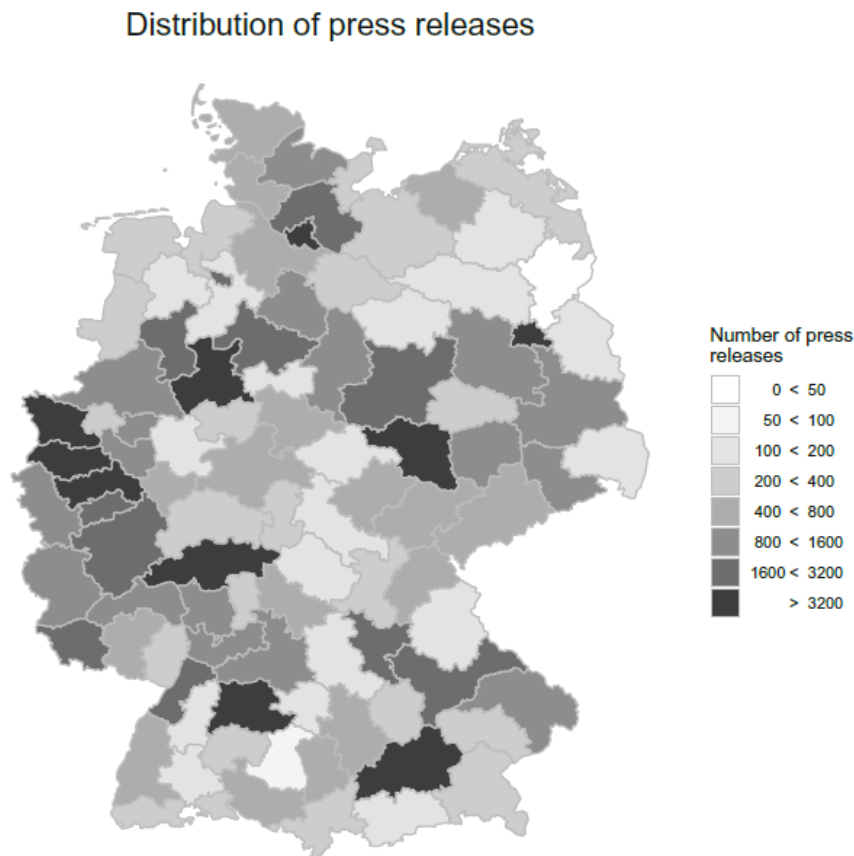 Distribution of press releases
Number of press
releases
0 < 50
50 < 100
100 < 200
200 < 400
400 < 800
800 < 1600
1600 < 3200
> 3200